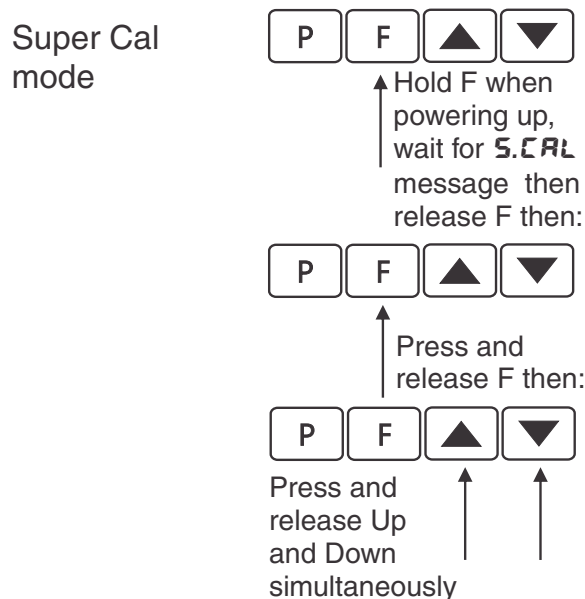 Super Cal
mode
P F ▲ ▼
Hold F when
powering up,
wait for S.CAL
message then
release F then:
P F ▲ ▼
Press and
release F then:
P F ▲ ▼
Press and
release Up
and Down
simultaneously